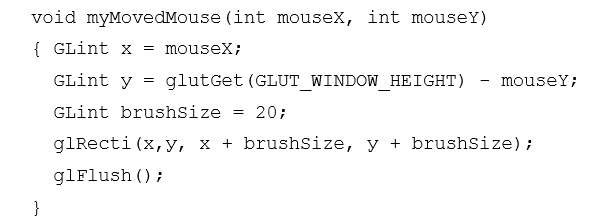 void myMovedMouse(int mouseX, int mouseY)
{ GLint x = mouseX;
GLint y = glutGet(GLUT_WINDOW_HEIGHT) - mouseY;
GLint brushSize = 20;
glRecti(x,y, x + brushSize, y + brushSize);
glFlush();
}